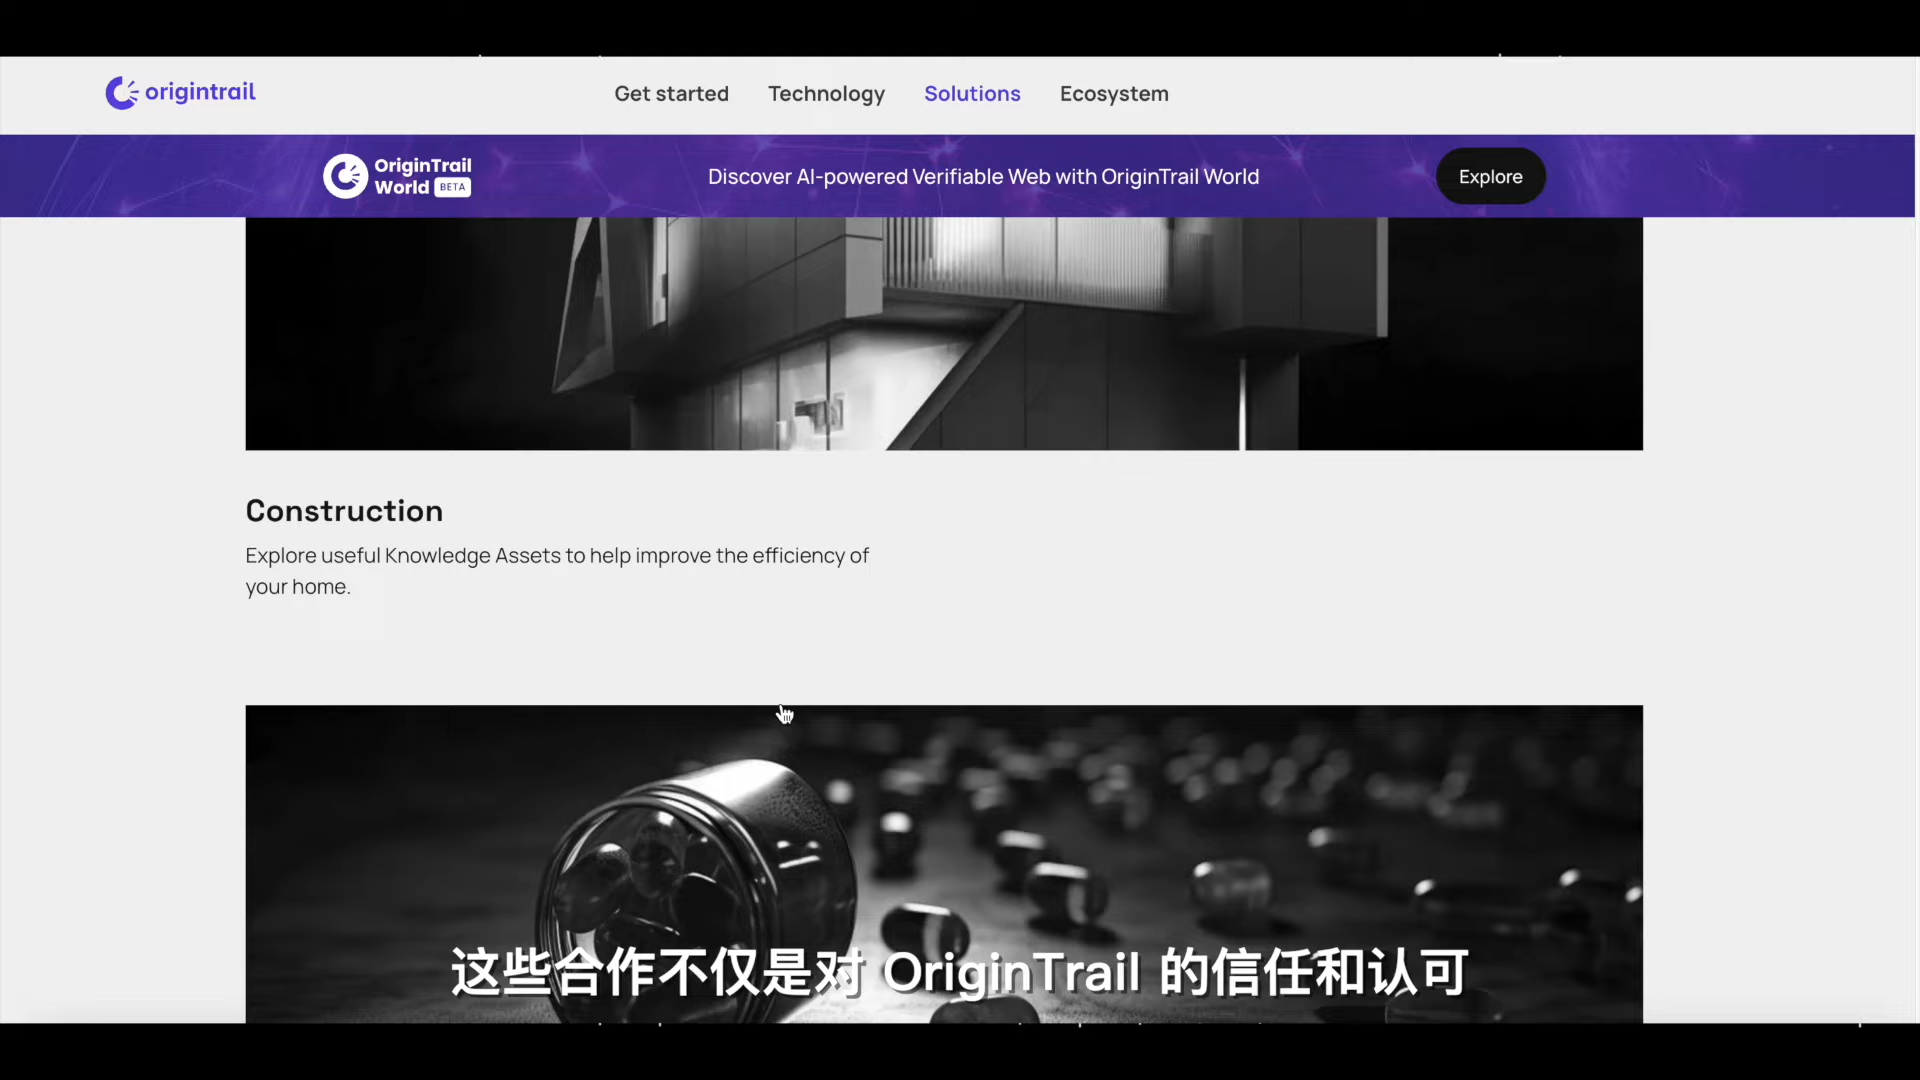 origintrail
Get started
Technology
Solutions
Ecosystem
OriginTrail
World BETA
Discover AI-powered Verifiable Web with OriginTrail World
Explore
Construction
Explore useful Knowledge Assets to help improve the efficiency of
your home.
这些合作不仅是对 OriginTrail 的信任和认可